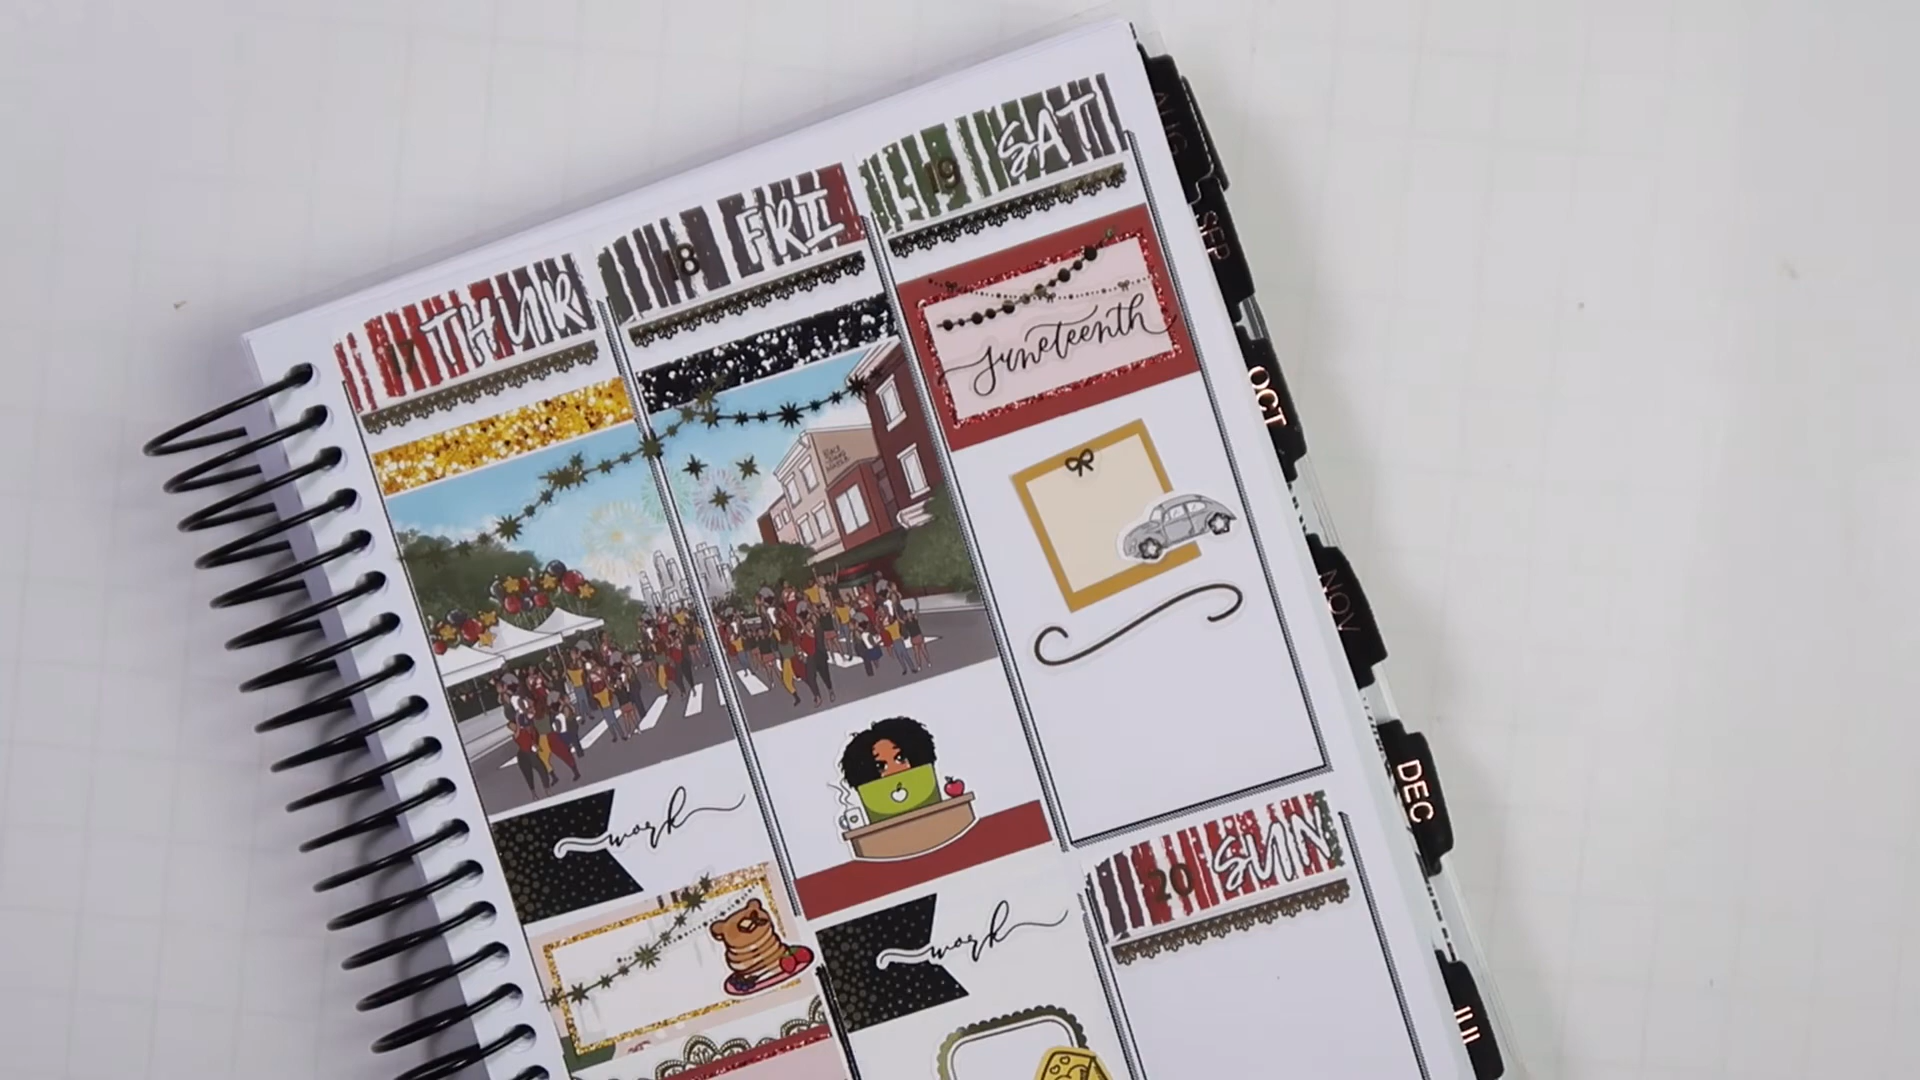 17 THUR
18 FRI
19 SAT
Juneteenth
work
work
20 SUN
AUG
SEP
OCT
NOV
DEC
JUL